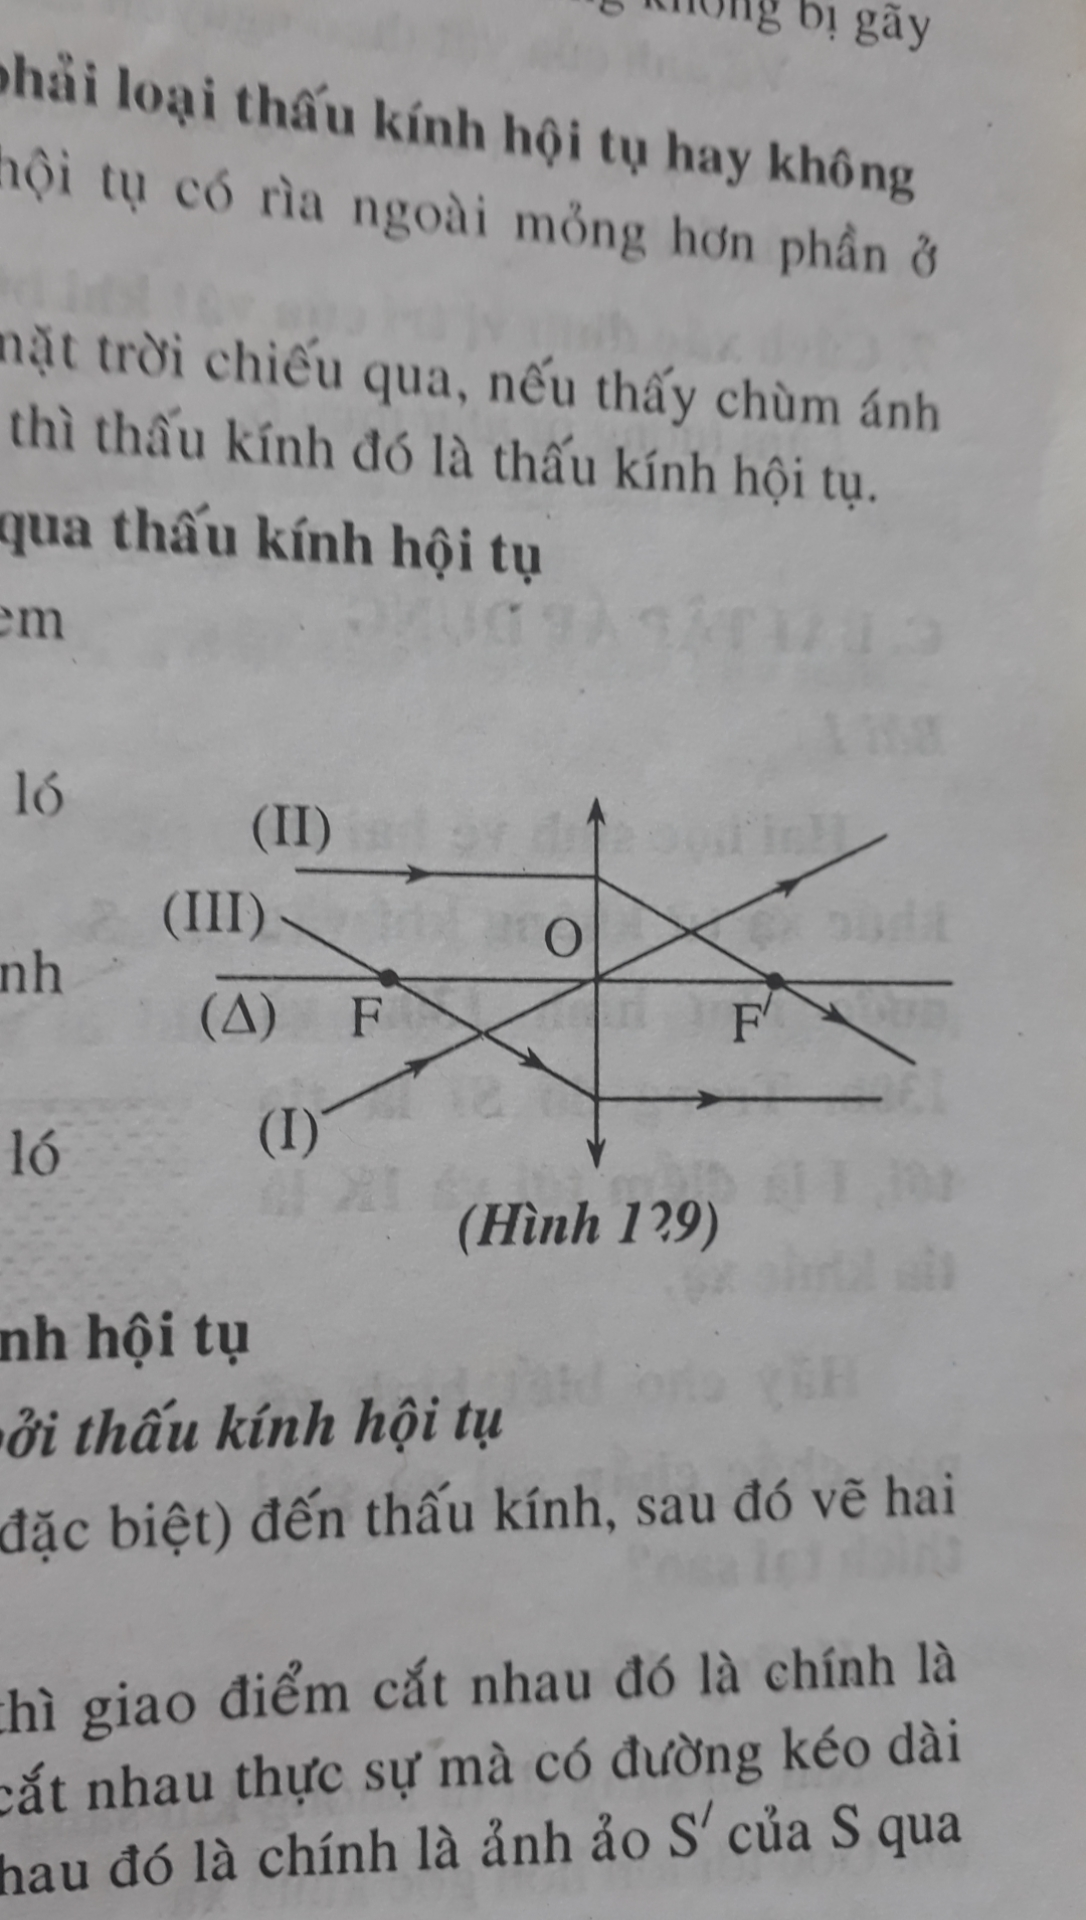 không bị gãy
phải loại thấu kính hội tụ hay không
hội tụ có rìa ngoài mỏng hơn phần ở
mặt trời chiếu qua, nếu thấy chùm ánh
thì thấu kính đó là thấu kính hội tụ.
qua thấu kính hội tụ
em
ló
(II)
(III)
O
nh
(Δ)
F
F′
(I)
ló
(Hình 129)
nh hội tụ
bởi thấu kính hội tụ
đặc biệt) đến thấu kính, sau đó vẽ hai
thì giao điểm cắt nhau đó là chính là
cắt nhau thực sự mà có đường kéo dài
nhau đó là chính là ảnh ảo S′ của S qua